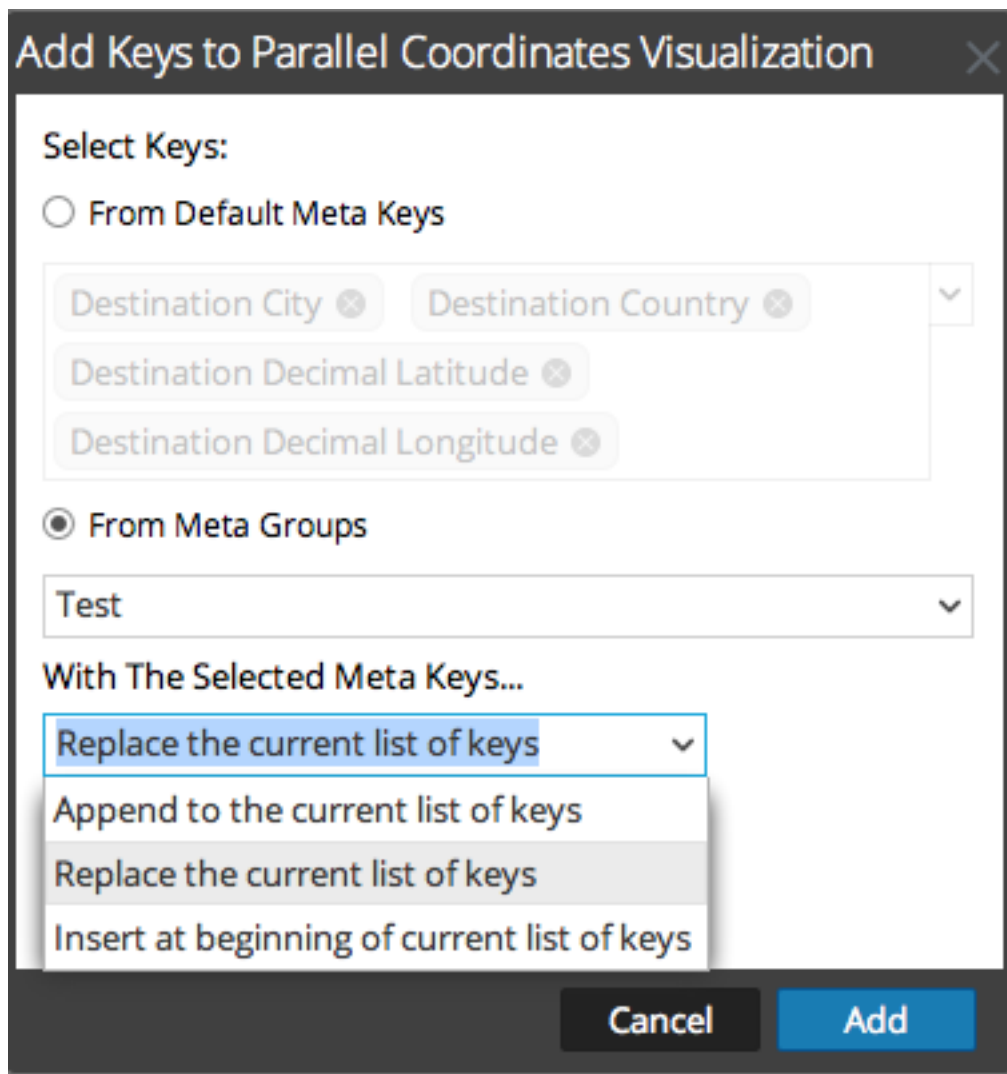 Add Keys to Parallel Coordinates Visualization
Select Keys:
From Default Meta Keys
Destination City Destination Country
Destination Decimal Latitude
Destination Decimal Longitude
From Meta Groups
Test
With The Selected Meta Keys...
Replace the current list of keys
Append to the current list of keys
Replace the current list of keys
Insert at beginning of current list of keys
Cancel Add